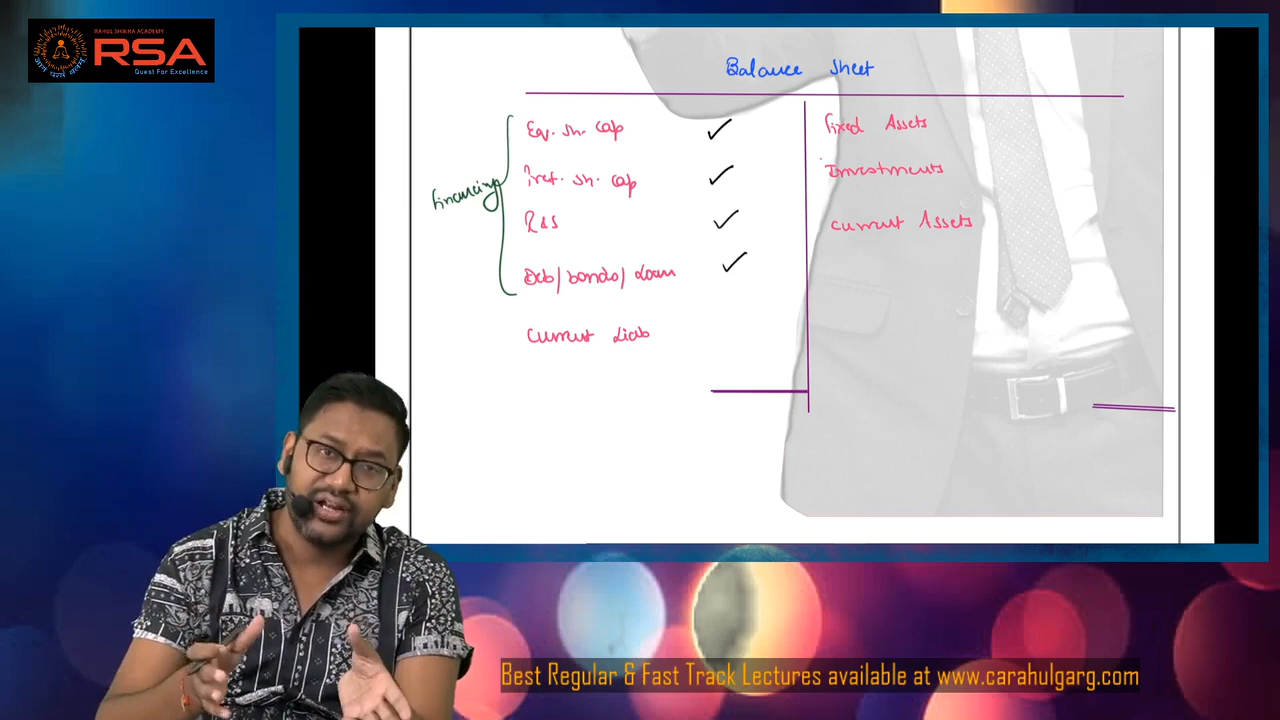 RAHUL SHIKHA ACADEMY
RSA
Quest For Excellence
Balance Sheet
Financing
Eq. Sh. Cap
Pref. Sh. Cap
R&S
Deb/bonds/Loan
Current Liab
Fixed Assets
Investments
Current Assets
Best Regular & Fast Track Lectures available at www.carahulgarg.com